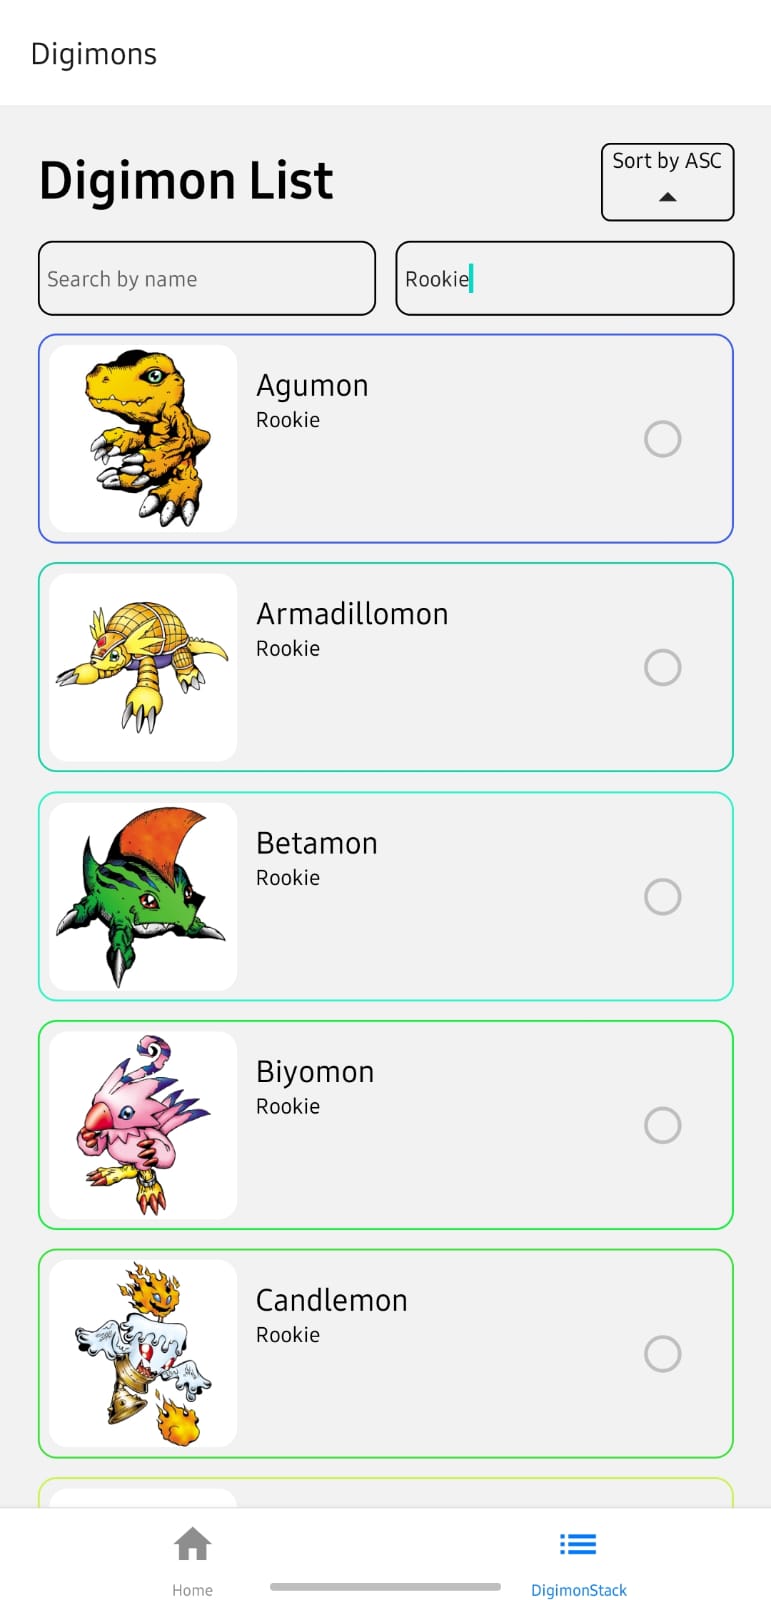 Digimons
Digimon List
Sort by ASC
Search by name
Rookie
Agumon
Rookie
Armadillomon
Rookie
Betamon
Rookie
Biyomon
Rookie
Candlemon
Rookie
Home
DigimonStack